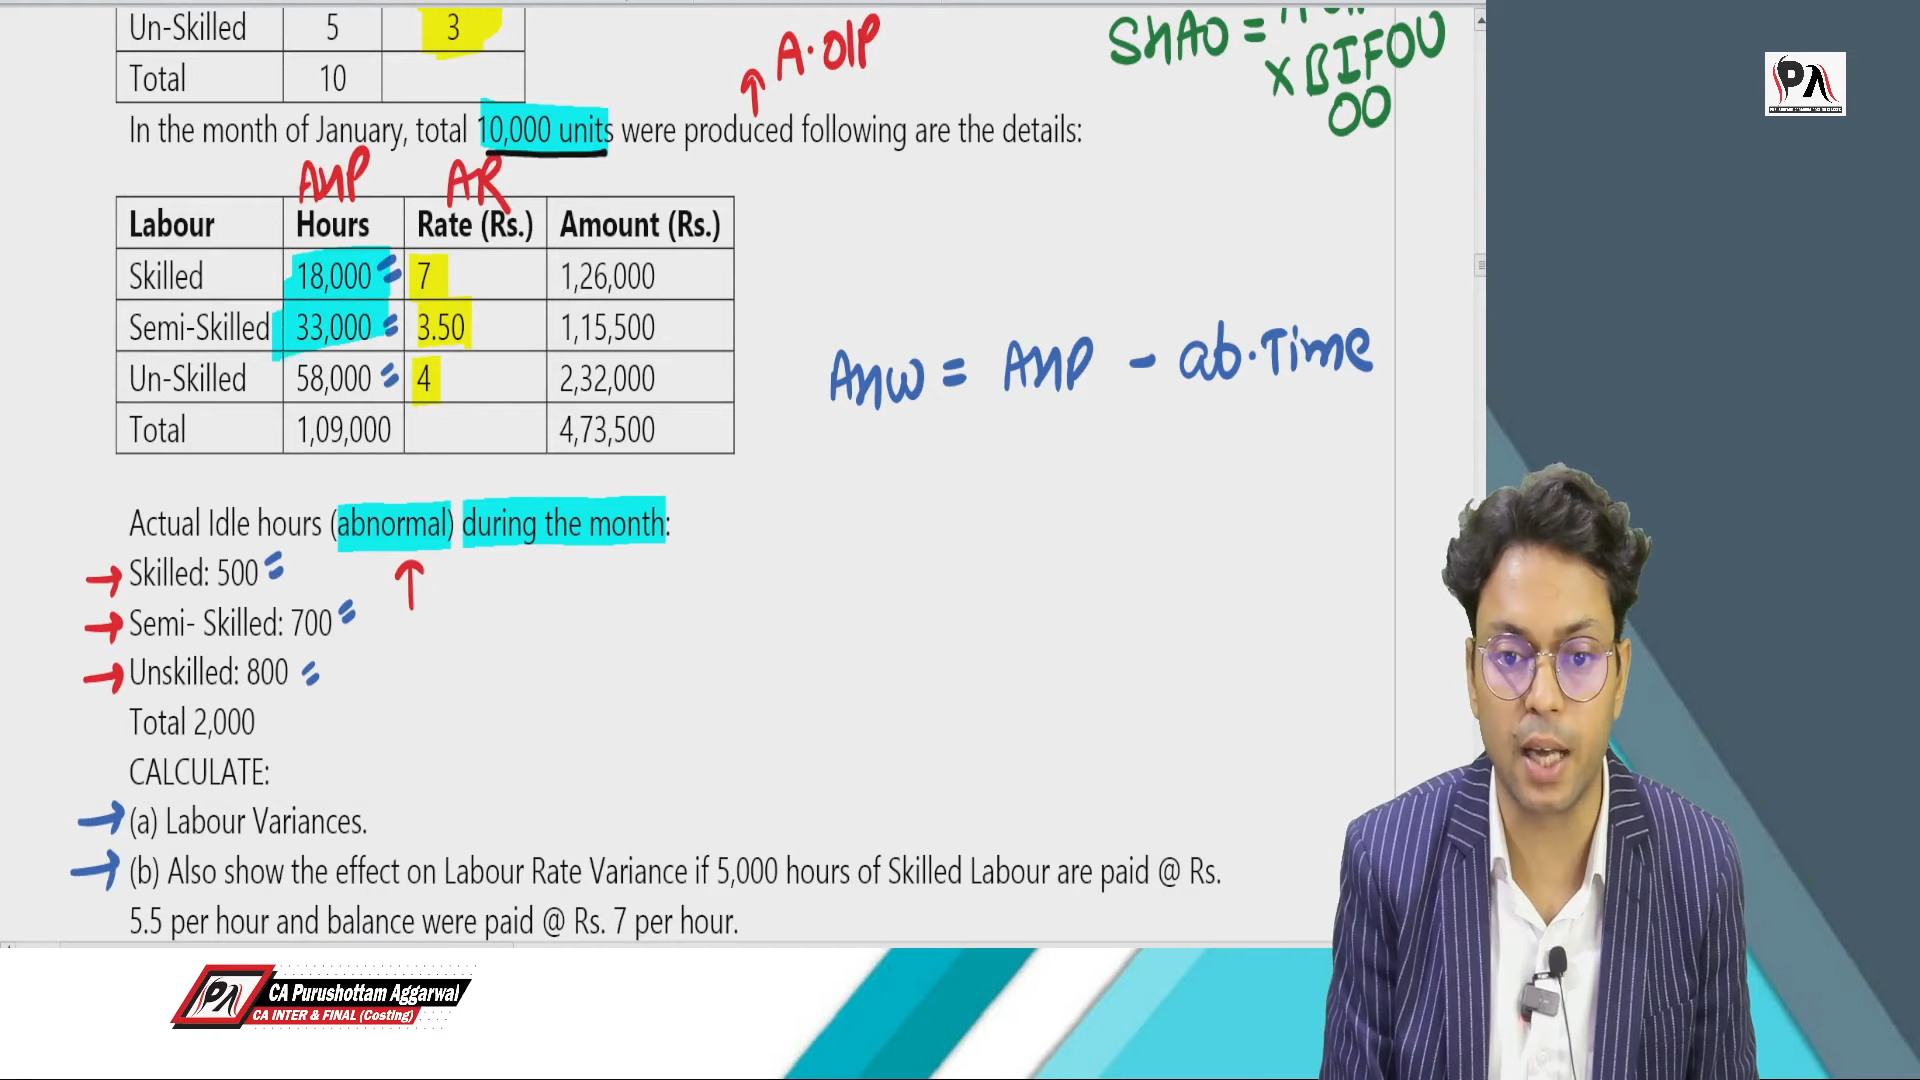 Un-Skilled 5 3
Total 10
A.O/P
SHAO =
X BIFOU
OO
In the month of January, total 10,000 units were produced following are the details:
AHP AR
Labour Hours Rate (Rs.) Amount (Rs.)
Skilled 18,000 7 1,26,000
Semi-Skilled 33,000 3.50 1,15,500
Un-Skilled 58,000 4 2,32,000
Total 1,09,000 4,73,500
AHW = AHP - ab.Time
Actual Idle hours (abnormal) during the month:
Skilled: 500
Semi- Skilled: 700
Unskilled: 800
Total 2,000
CALCULATE:
(a) Labour Variances.
(b) Also show the effect on Labour Rate Variance if 5,000 hours of Skilled Labour are paid @ Rs.
5.5 per hour and balance were paid @ Rs. 7 per hour.
PA
PA
CA Purushottam Aggarwal
CA INTER & FINAL (Costing)